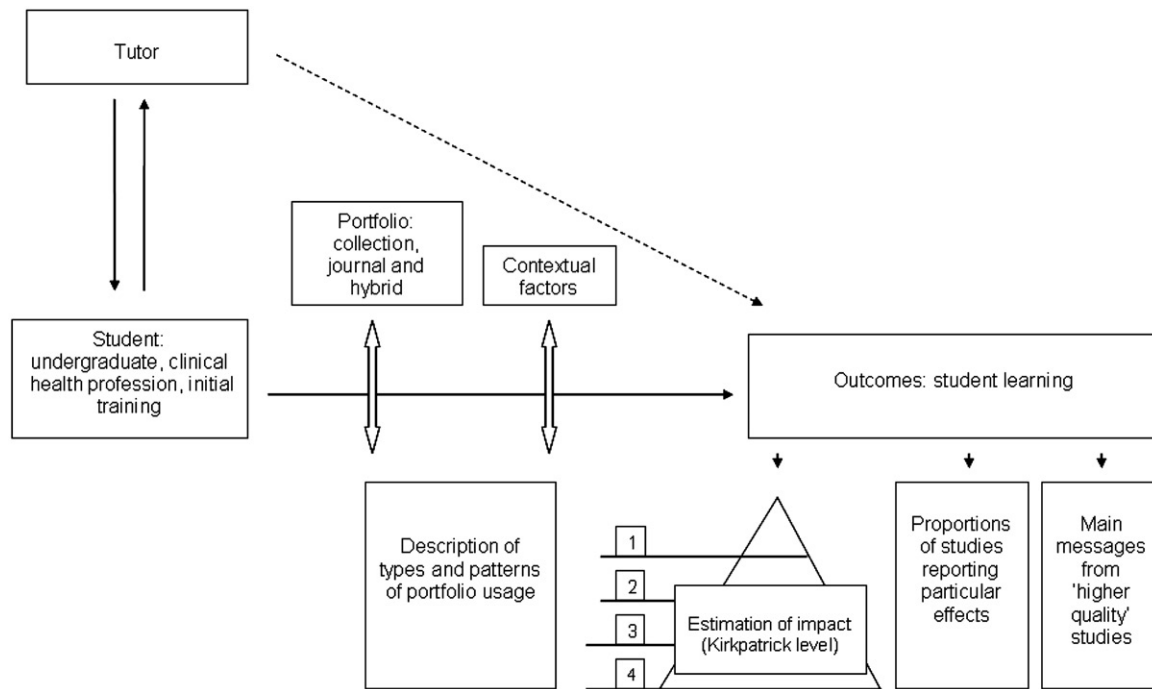 Tutor
Portfolio:
collection,
journal and
hybrid
Contextual
factors
Student:
undergraduate, clinical
health profession, initial
training
Outcomes: student learning
Description of
types and patterns
of portfolio usage
1
2
3
4
Estimation of impact
(Kirkpatrick level)
Proportions
of studies
reporting
particular
effects
Main
messages
from
'higher
quality'
studies